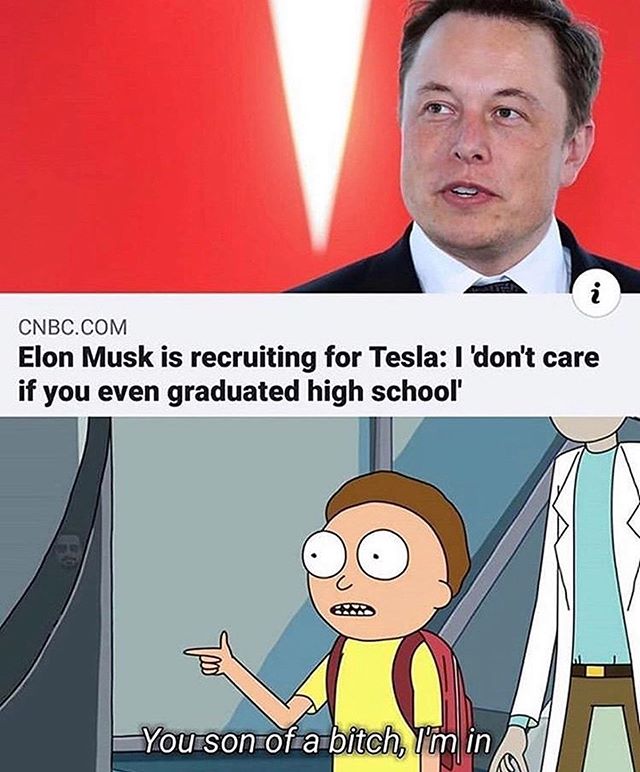 i
CNBC.COM
Elon Musk is recruiting for Tesla: I 'don't care
if you even graduated high school'
You son of a bitch, I'm in